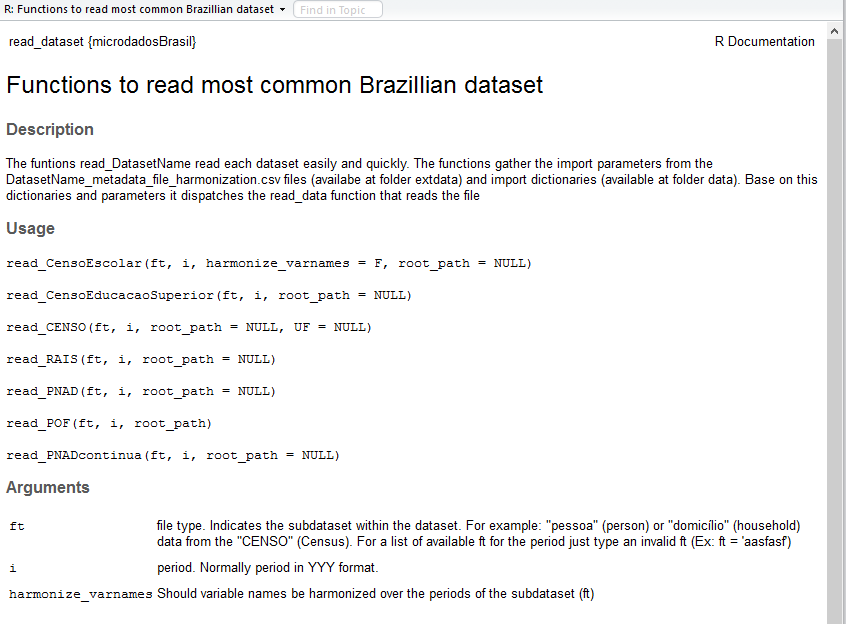 R: Functions to read most common Brazillian dataset
Find in Topic
read_dataset {microdadosBrasil}
R Documentation
Functions to read most common Brazillian dataset
Description
The funtions read_DatasetName read each dataset easily and quickly. The functions gather the import parameters from the
DatasetName_metadata_file_harmonization.csv files (availabe at folder extdata) and import dictionaries (available at folder data). Base on this
dictionaries and parameters it dispatches the read_data function that reads the file
Usage
read_CensoEscolar(ft, i, harmonize_varnames = F, root_path = NULL)
read_CensoEducacaoSuperior(ft, i, root_path = NULL)
read_CENSO(ft, i, root_path = NULL, UF = NULL)
read_RAIS(ft, i, root_path = NULL)
read_PNAD(ft, i, root_path = NULL)
read_POF(ft, i, root_path)
read_PNADcontinua(ft, i, root_path = NULL)
Arguments
ft file type. Indicates the subdataset within the dataset. For example: "pessoa" (person) or "domicílio" (household)
data from the "CENSO" (Census). For a list of available ft for the period just type an invalid ft (Ex: ft = 'aasfasf')
i period. Normally period in YYY format.
harmonize_varnames Should variable names be harmonized over the periods of the subdataset (ft)